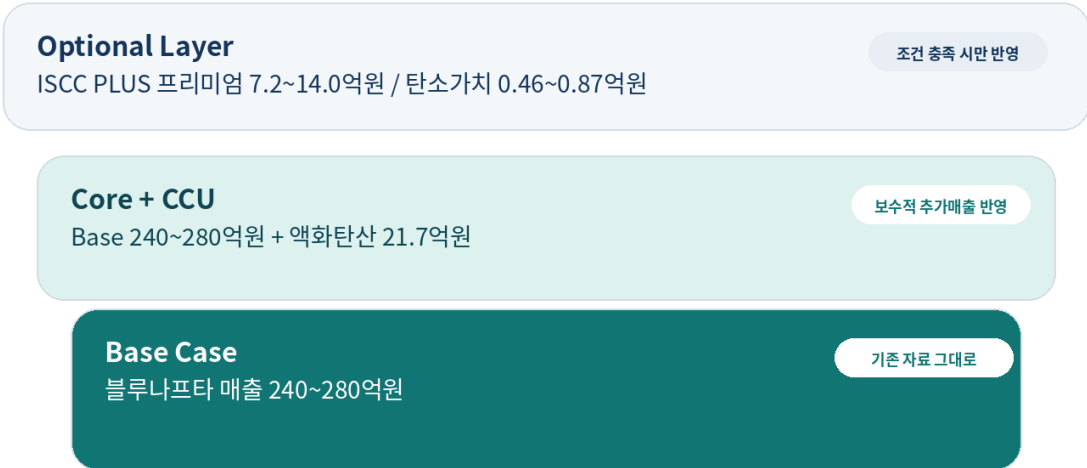 Optional Layer
조건 충족 시만 반영
ISCC PLUS 프리미엄 7.2~14.0억원 / 탄소가치 0.46~0.87억원
Core + CCU
보수적 추가매출 반영
Base 240~280억원 + 액화탄산 21.7억원
Base Case
기존 자료 그대로
블루나프타 매출 240~280억원